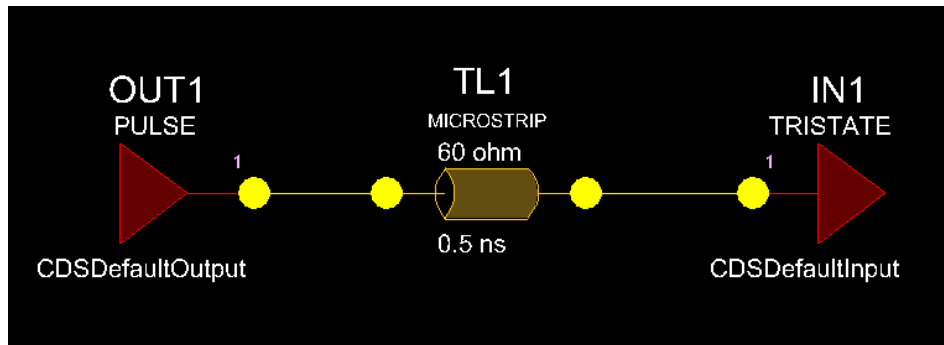 OUT1
PULSE
1
CDSDefaultOutput
TL1
MICROSTRIP
60 ohm
0.5 ns
IN1
TRISTATE
1
CDSDefaultInput